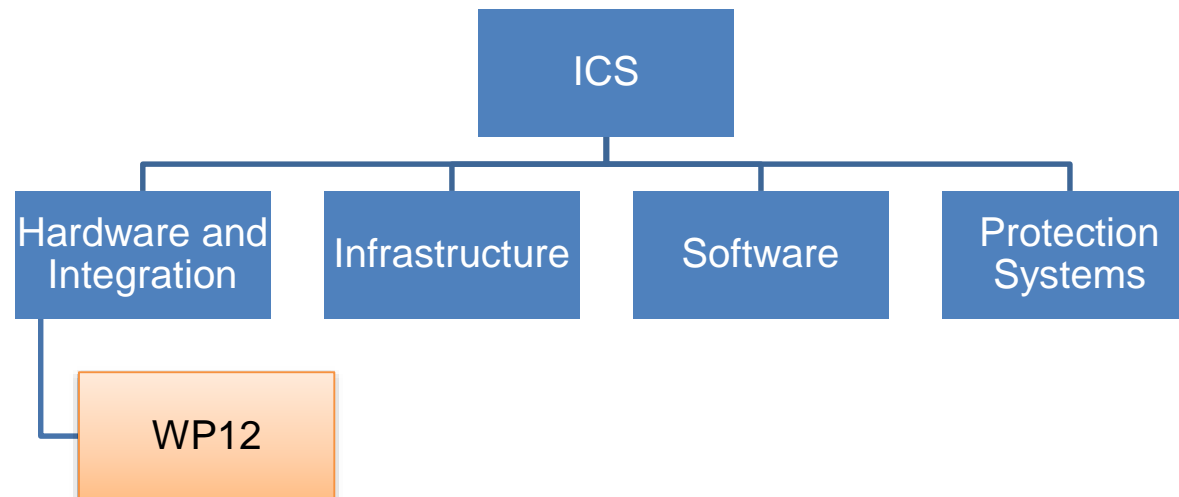 ICS
Hardware and
Integration
Infrastructure
Software
Protection
Systems
WP12